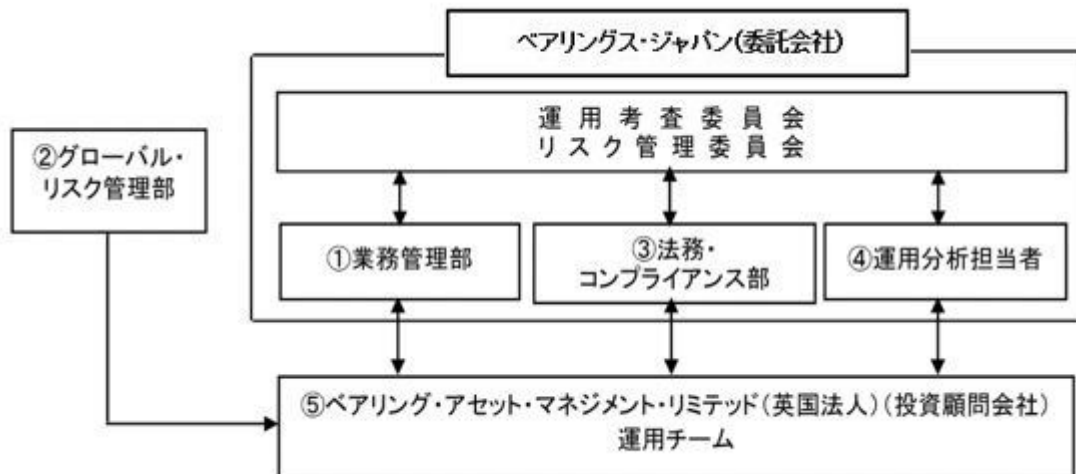 ベアリングス・ジャパン(委託会社)
運用考査委員会
リスク管理委員会
②グローバル・
リスク管理部
①業務管理部
③法務・
コンプライアンス部
④運用分析担当者
⑤ベアリング・アセット・マネジメント・リミテッド(英国法人)(投資顧問会社)
運用チーム